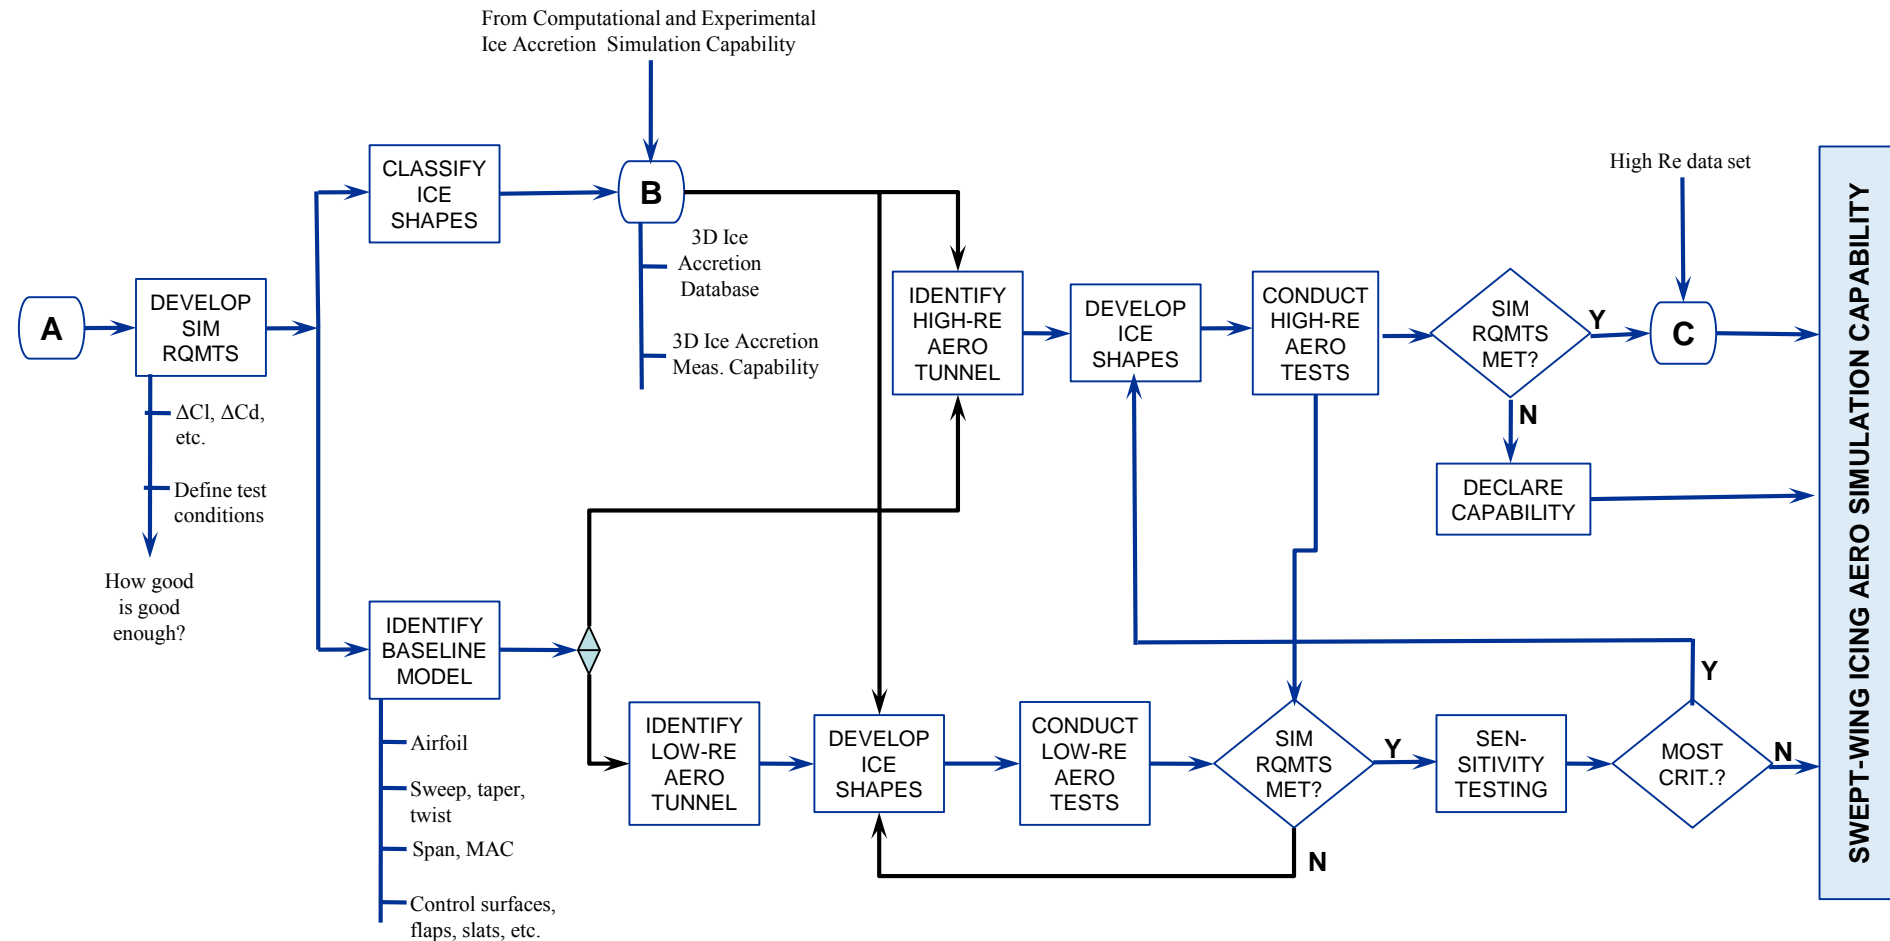 From Computational and Experimental
Ice Accretion Simulation Capability
CLASSIFY
ICE
SHAPES
B
3D Ice
Accretion
Database
3D Ice Accretion
Meas. Capability
A
DEVELOP
SIM
RQMTS
ΔCl, ΔCd,
etc.
Define test
conditions
How good
is good
enough?
IDENTIFY
BASELINE
MODEL
Airfoil
Sweep, taper,
twist
Span, MAC
Control surfaces,
flaps, slats, etc.
IDENTIFY
HIGH-RE
AERO
TUNNEL
DEVELOP
ICE
SHAPES
CONDUCT
HIGH-RE
AERO
TESTS
SIM
RQMTS
MET?
Y
N
High Re data set
C
DECLARE
CAPABILITY
IDENTIFY
LOW-RE
AERO
TUNNEL
DEVELOP
ICE
SHAPES
CONDUCT
LOW-RE
AERO
TESTS
SIM
RQMTS
MET?
Y
N
SEN-
SITIVITY
TESTING
MOST
CRIT.?
Y
N
SWEPT-WING ICING AERO SIMULATION CAPABILITY